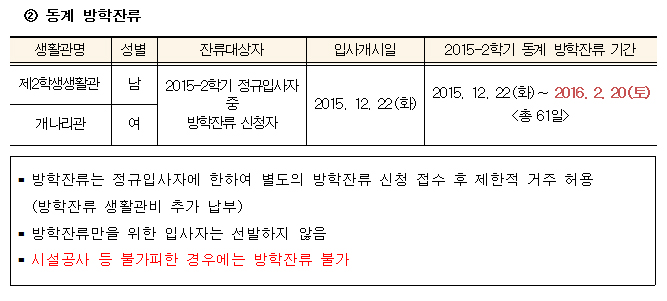 ② 동계 방학잔류
생활관명 성별 잔류대상자 입사개시일 2015-2학기 동계 방학잔류 기간
제2학생생활관 남 2015-2학기 정규입사자 중 방학잔류 신청자 2015. 12. 22(화) 2015. 12. 22(화) ~ 2016. 2. 20(토) <총 61일>
개나리관 여
▪ 방학잔류는 정규입사자에 한하여 별도의 방학잔류 신청 접수 후 제한적 거주 허용
(방학잔류 생활관비 추가 납부)
▪ 방학잔류만을 위한 입사자는 선발하지 않음
▪ 시설공사 등 불가피한 경우에는 방학잔류 불가